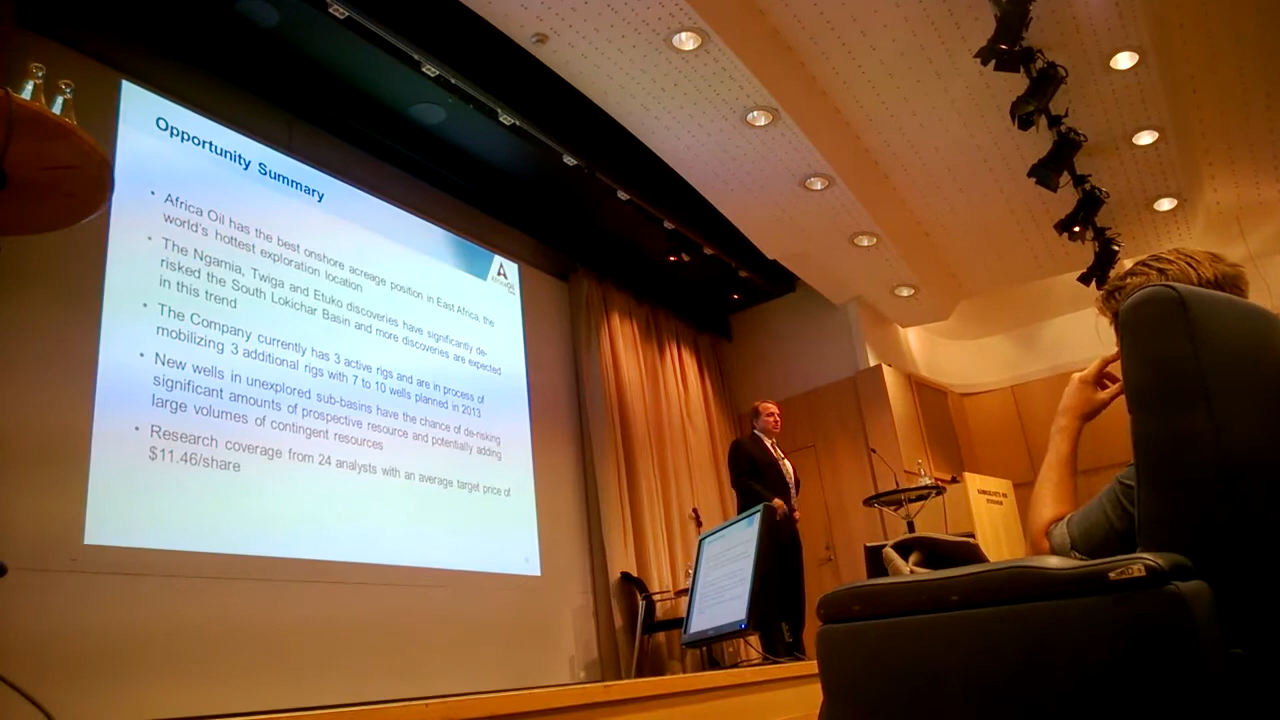 Opportunity Summary
• Africa Oil has the best onshore acreage position in East Africa, the
world's hottest exploration location
• The Ngamia, Twiga and Etuko discoveries have significantly de-
risked the South Lokichar Basin and more discoveries are expected
in this trend
• The Company currently has 3 active rigs and are in process of
mobilizing 3 additional rigs with 7 to 10 wells planned in 2013
• New wells in unexplored sub-basins have the chance of de-risking
significant amounts of prospective resource and potentially adding
large volumes of contingent resources
• Research coverage from 24 analysts with an average target price of
$11.46/share
AfricaOil